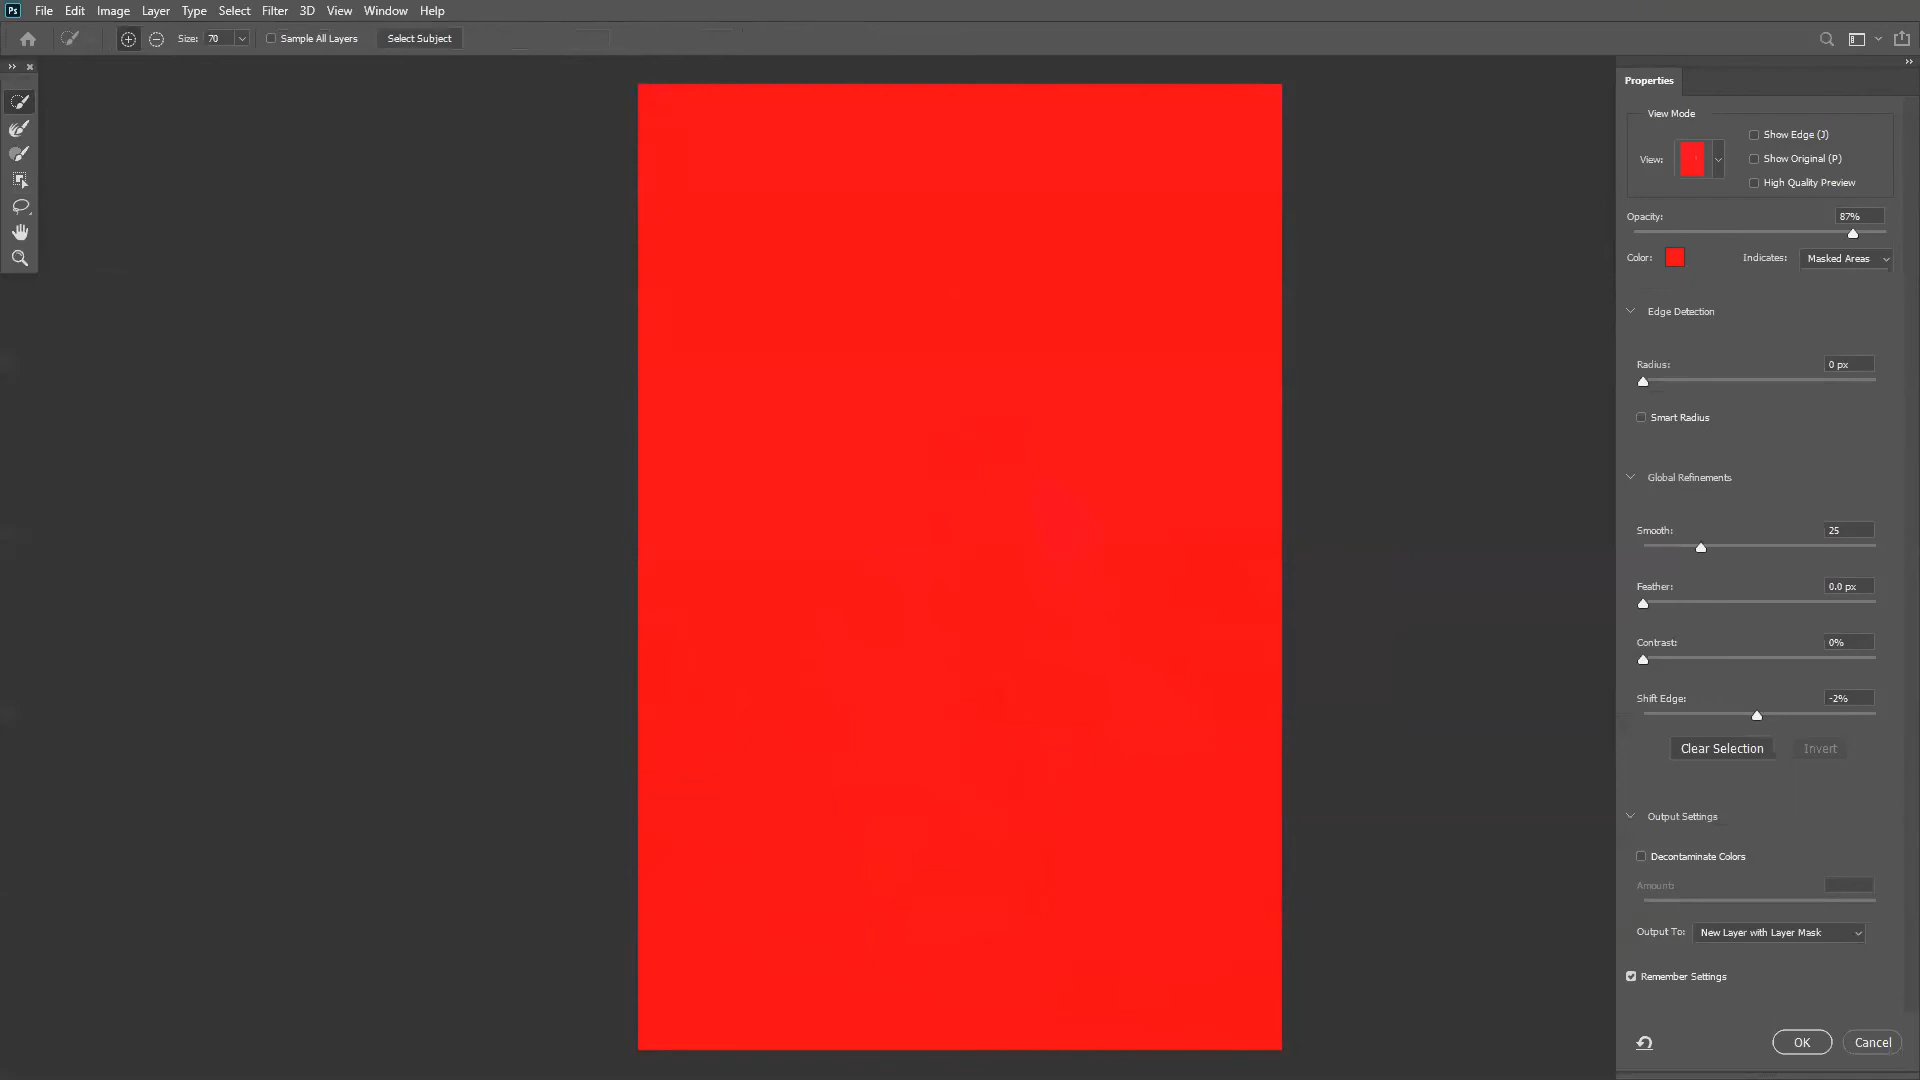 Ps File Edit Image Layer Type Select Filter 3D View Window Help
Size: 70 Sample All Layers Select Subject
Properties
View Mode
Show Edge (J)
View:
Show Original (P)
High Quality Preview
Opacity: 87%
Color: Indicates: Masked Areas
Edge Detection
Radius: 0 px
Smart Radius
Global Refinements
Smooth: 25
Feather: 0.0 px
Contrast: 0%
Shift Edge: -2%
Clear Selection Invert
Output Settings
Decontaminate Colors
Amount:
Output To: New Layer with Layer Mask
Remember Settings
OK Cancel